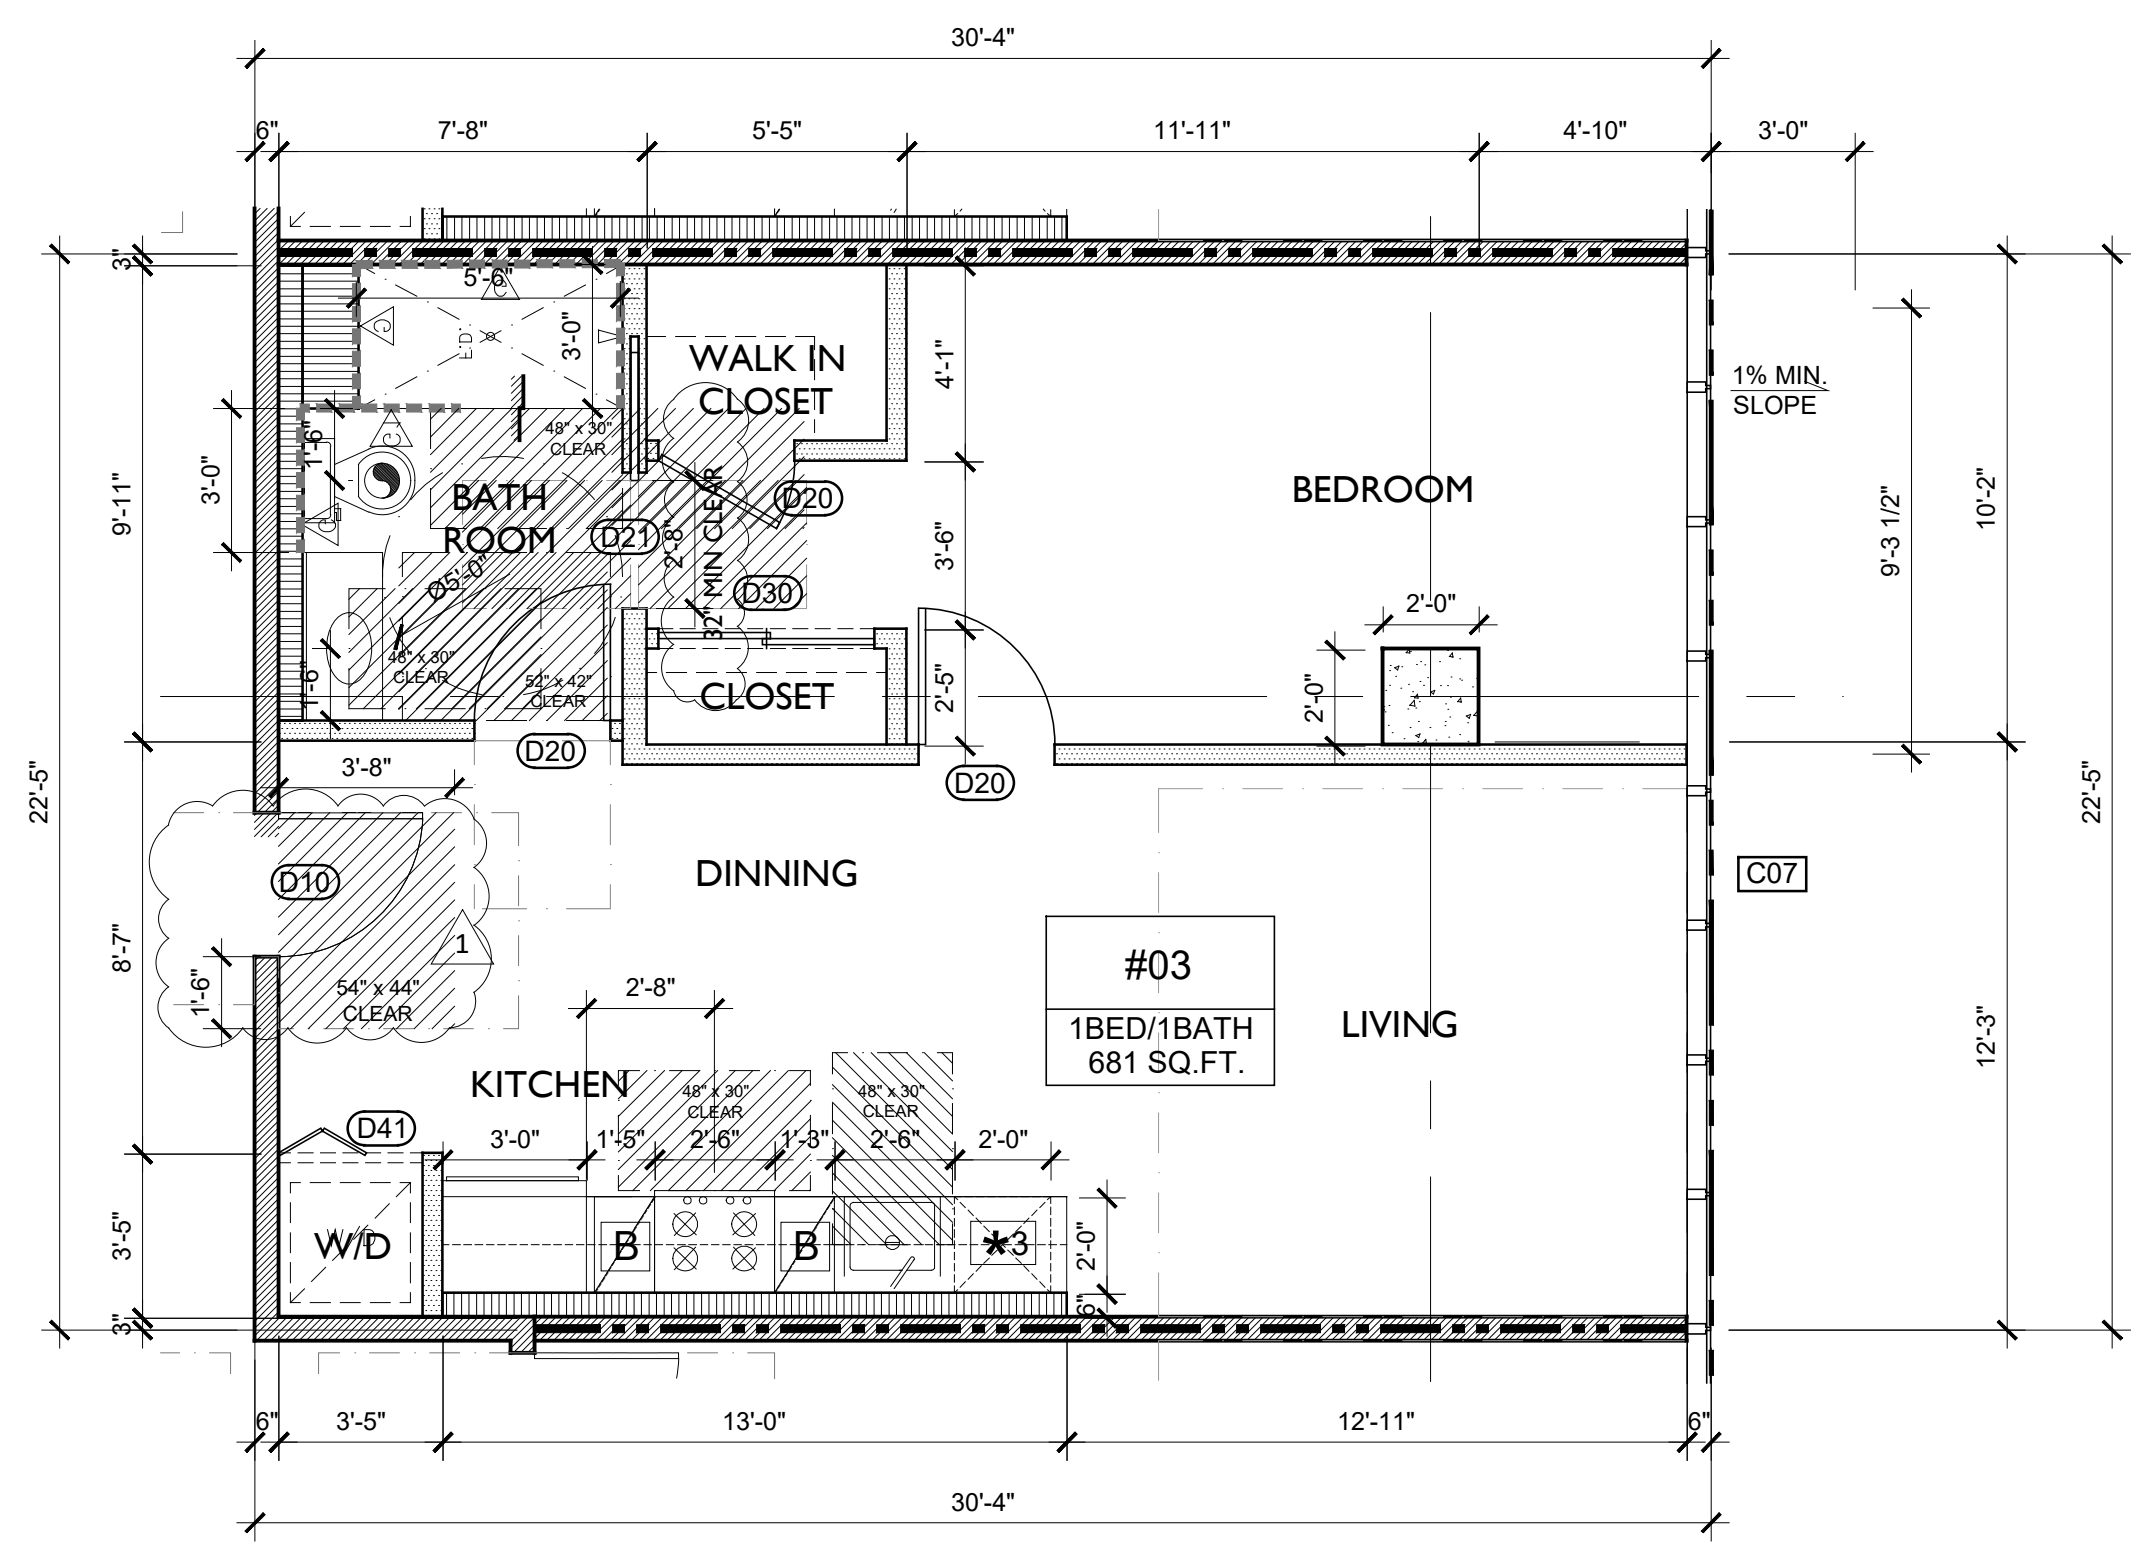 30'-4"
6"
7'-8"
5'-5"
11'-11"
4'-10"
3'-0"
3"
5'-6"
C
C
3'-0"
WALK IN
CLOSET
4'-1"
1% MIN.
SLOPE
1'-6"
C
48" x 30"
CLEAR
3'-0"
9'-11"
BATH
ROOM
C
D21
D20
2'-8"
32" MIN CLEAR
3'-6"
BEDROOM
10'-2"
9'-3 1/2"
Ø5'-0"
D30
2'-0"
48" x 30"
CLEAR
52" x 42"
CLEAR
1'-6"
CLOSET
2'-5"
2'-0"
D20
D20
3'-8"
22'-5"
22'-5"
DINNING
D10
C07
1
8'-7"
1'-6"
54" x 44"
CLEAR
2'-8"
#03
1BED/1BATH
681 SQ.FT.
LIVING
12'-3"
KITCHEN
48" x 30"
CLEAR
48" x 30"
CLEAR
D41
3'-0"
1'-5"
2'-6"
1'-3"
2'-6"
2'-0"
3'-5"
W/D
W/D
B
B
*3
2'-0"
6"
3"
6"
3'-5"
13'-0"
12'-11"
6"
30'-4"